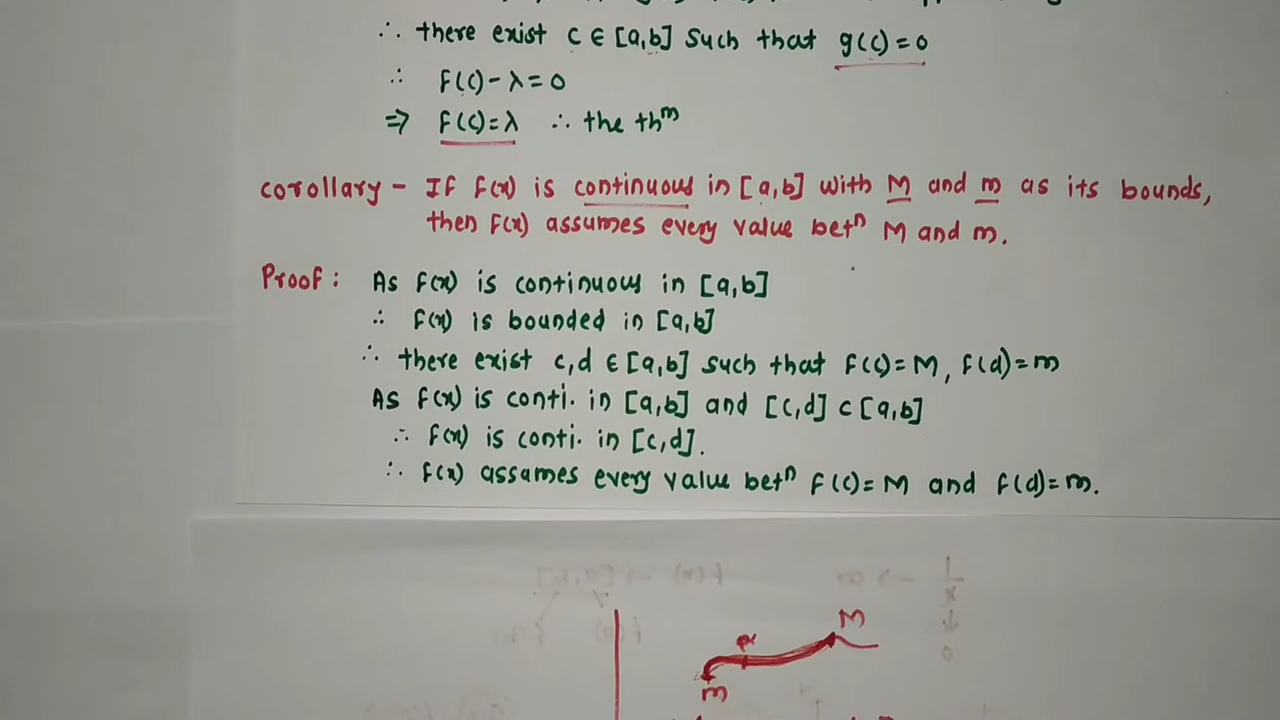 ∴ there exist c ∈ [a,b] such that g(c)=0
∴ f(c)-λ=0
⇒ f(c)=λ ∴ the thm
corollary - If f(x) is continuous in [a,b] with M and m as its bounds,
then f(x) assumes every value betn M and m.
Proof: As f(x) is continuous in [a,b]
∴ f(x) is bounded in [a,b]
∴ there exist c,d ∈ [a,b] such that f(c)=M, f(d)=m
As f(x) is conti. in [a,b] and [c,d] ⊂ [a,b]
∴ f(x) is conti. in [c,d].
∴ f(x) assumes every value betn f(c)=M and f(d)=m.
M
m